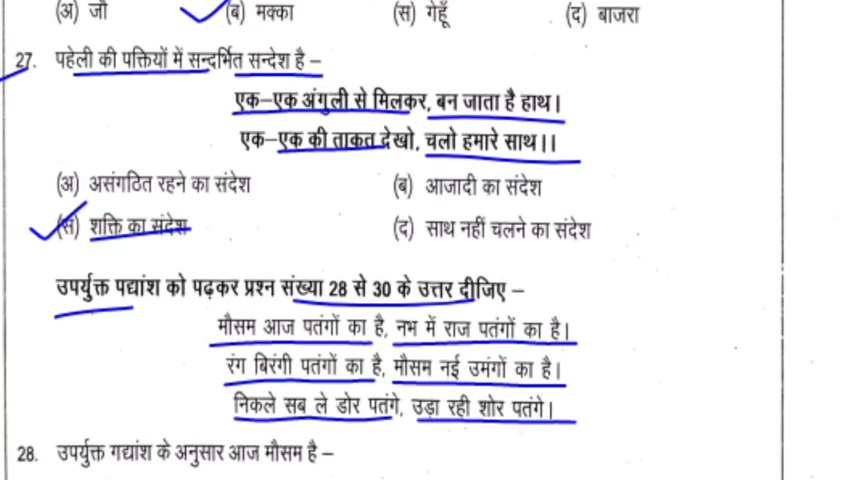 (अ) जौ (ब) मक्का (स) गेहूँ (द) बाजरा
27. पहेली की पक्तियों में सन्दर्भित सन्देश है –
एक–एक अंगुली से मिलकर, बन जाता है हाथ।
एक–एक की ताकत देखो, चलो हमारे साथ।।
(अ) असंगठित रहने का संदेश (ब) आजादी का संदेश
(स) शक्ति का संदेश (द) साथ नहीं चलने का संदेश
उपर्युक्त पद्यांश को पढ़कर प्रश्न संख्या 28 से 30 के उत्तर दीजिए –
मौसम आज पतंगों का है, नभ में राज पतंगों का है।
रंग बिरंगी पतंगों का है, मौसम नई उमंगों का है।
निकले सब ले डोर पतंगे, उड़ा रही शोर पतंगे।
28. उपर्युक्त गद्यांश के अनुसार आज मौसम है –